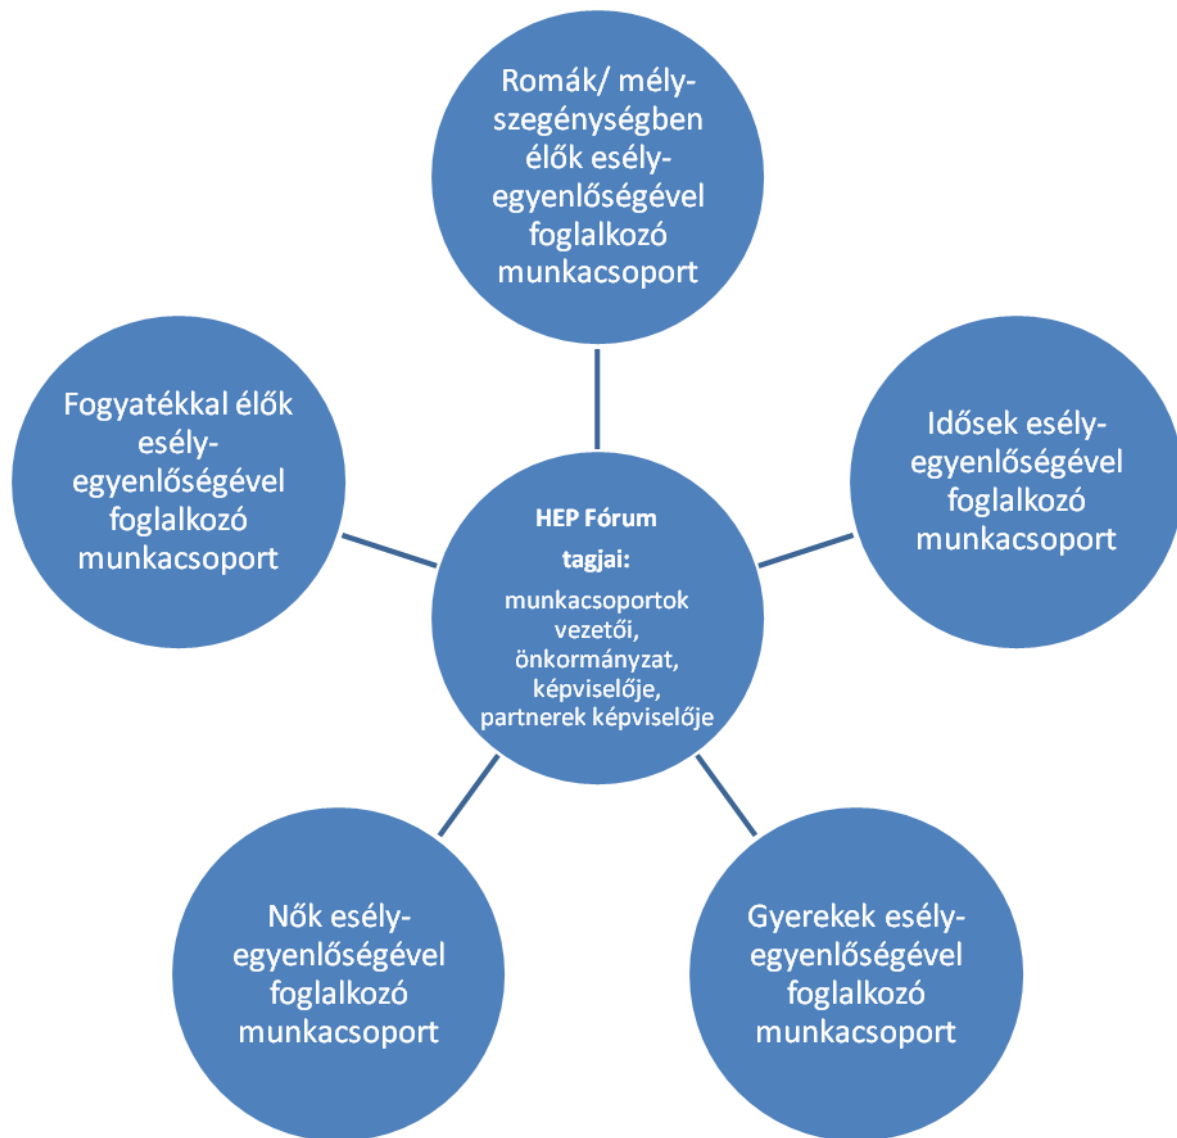 Romák/ mély-
szegénységben
élők esély-
egyenlőségével
foglalkozó
munkacsoport
Fogyatékkal élők
esély-
egyenlőségével
foglalkozó
munkacsoport
Idősek esély-
egyenlőségével
foglalkozó
munkacsoport
HEP Fórum
tagjai:
munkacsoportok
vezetői,
önkormányzat,
képviselője,
partnerek képviselője
Nők esély-
egyenlőségével
foglalkozó
munkacsoport
Gyerekek esély-
egyenlőségével
foglalkozó
munkacsoport